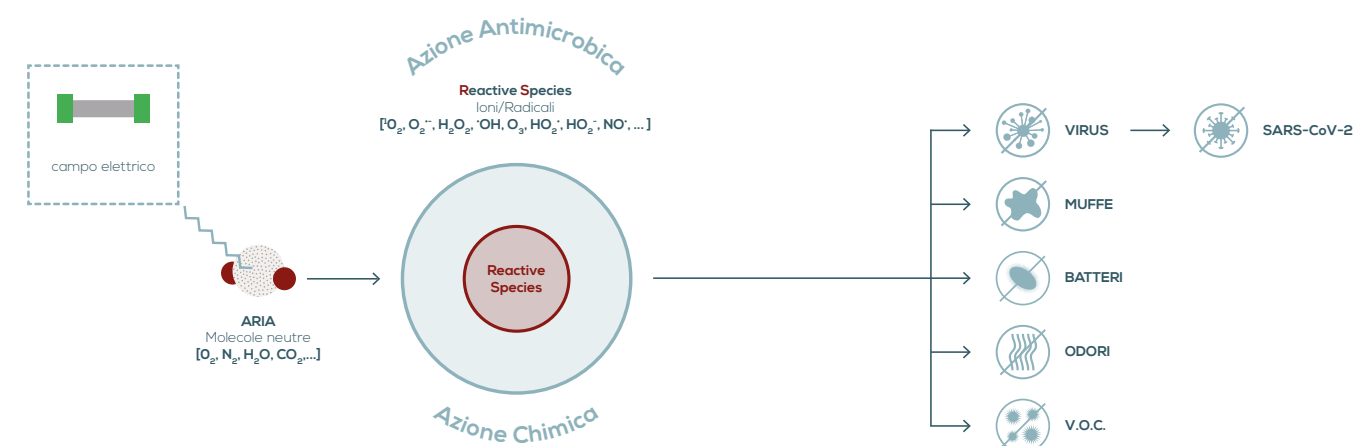 Azione Antimicrobica
Reactive Species
Ioni/Radicali
[¹O₂, O₂•-, H₂O₂, •OH, O₃, HO₂•, HO₂-, NO•, ... ]
campo elettrico
Reactive
Species
ARIA
Molecole neutre
[O₂, N₂, H₂O, CO₂,...]
Azione Chimica
VIRUS
SARS-CoV-2
MUFFE
BATTERI
ODORI
V.O.C.